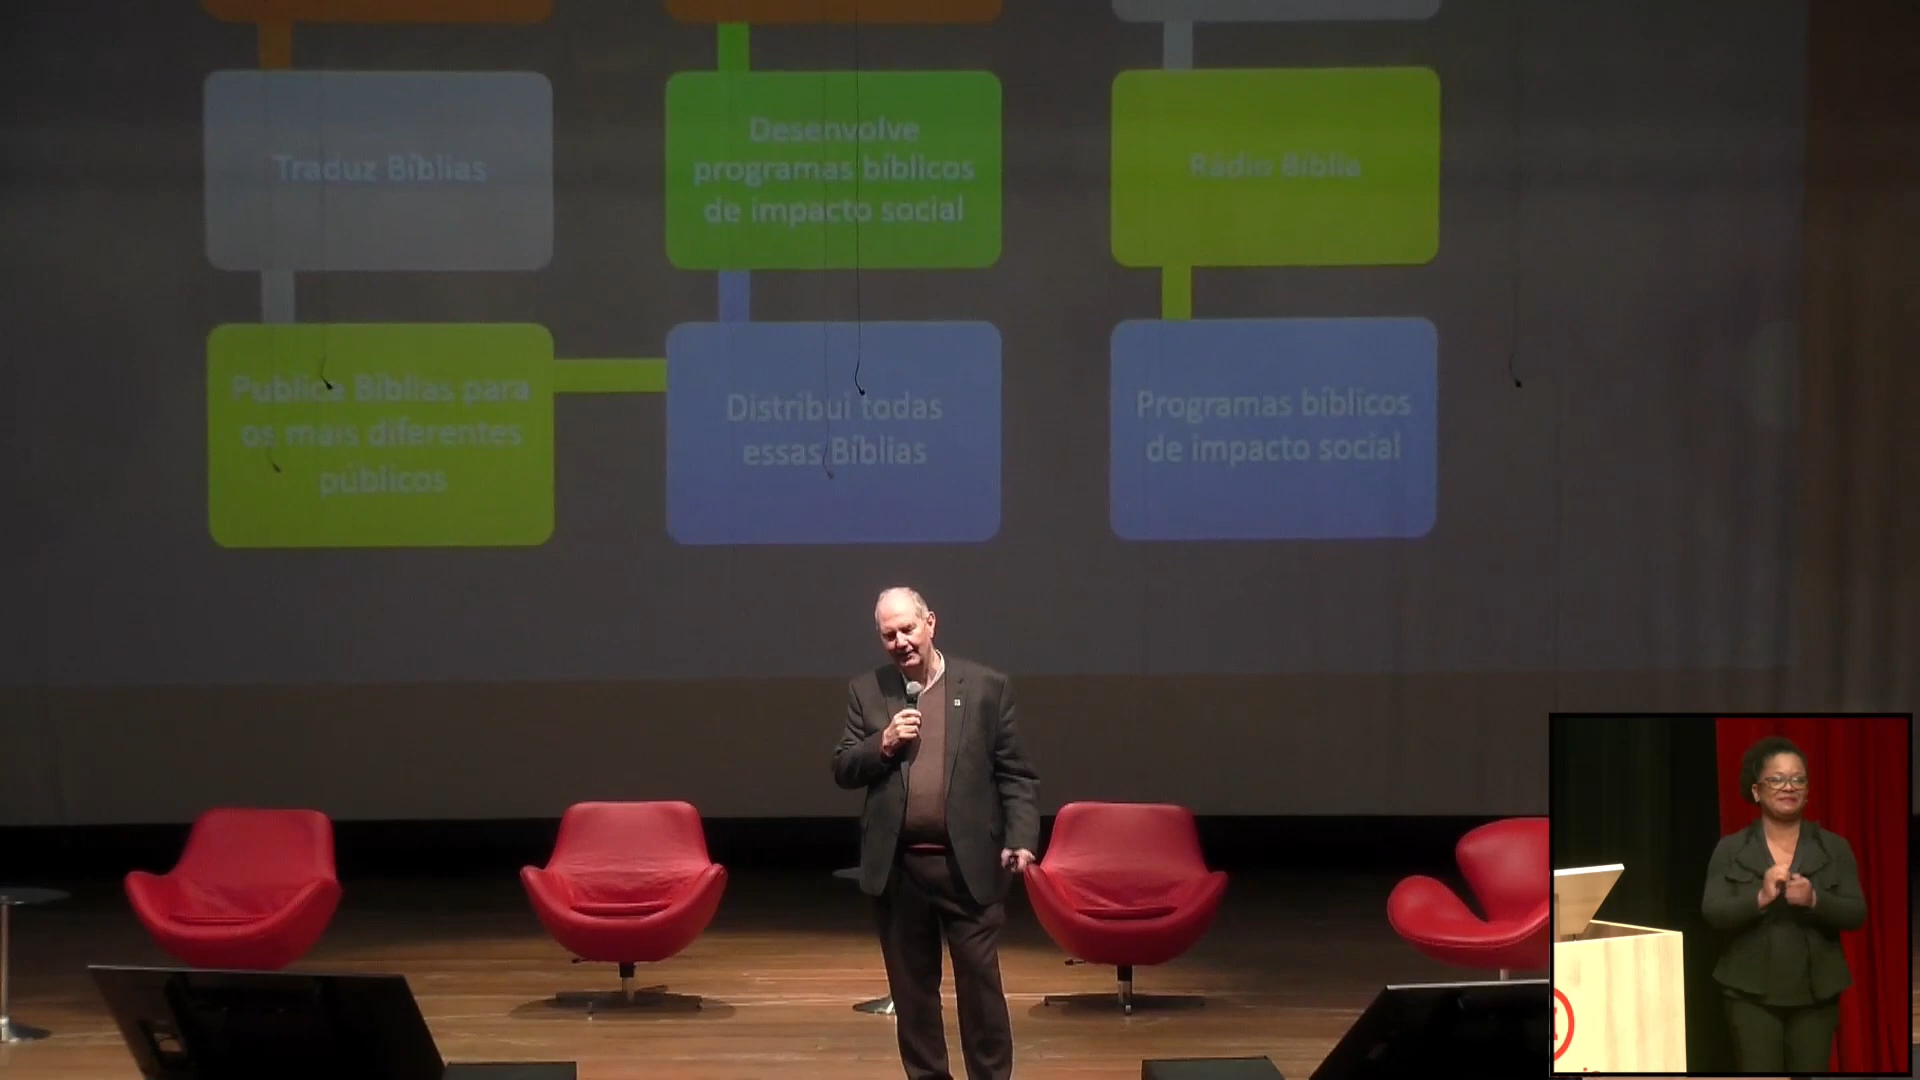 Traduz Bíblias
Desenvolve
programas bíblicos
de impacto social
Rádio Bíblia
Publica Bíblias para
os mais diferentes
públicos
Distribui todas
essas Bíblias
Programas bíblicos
de impacto social